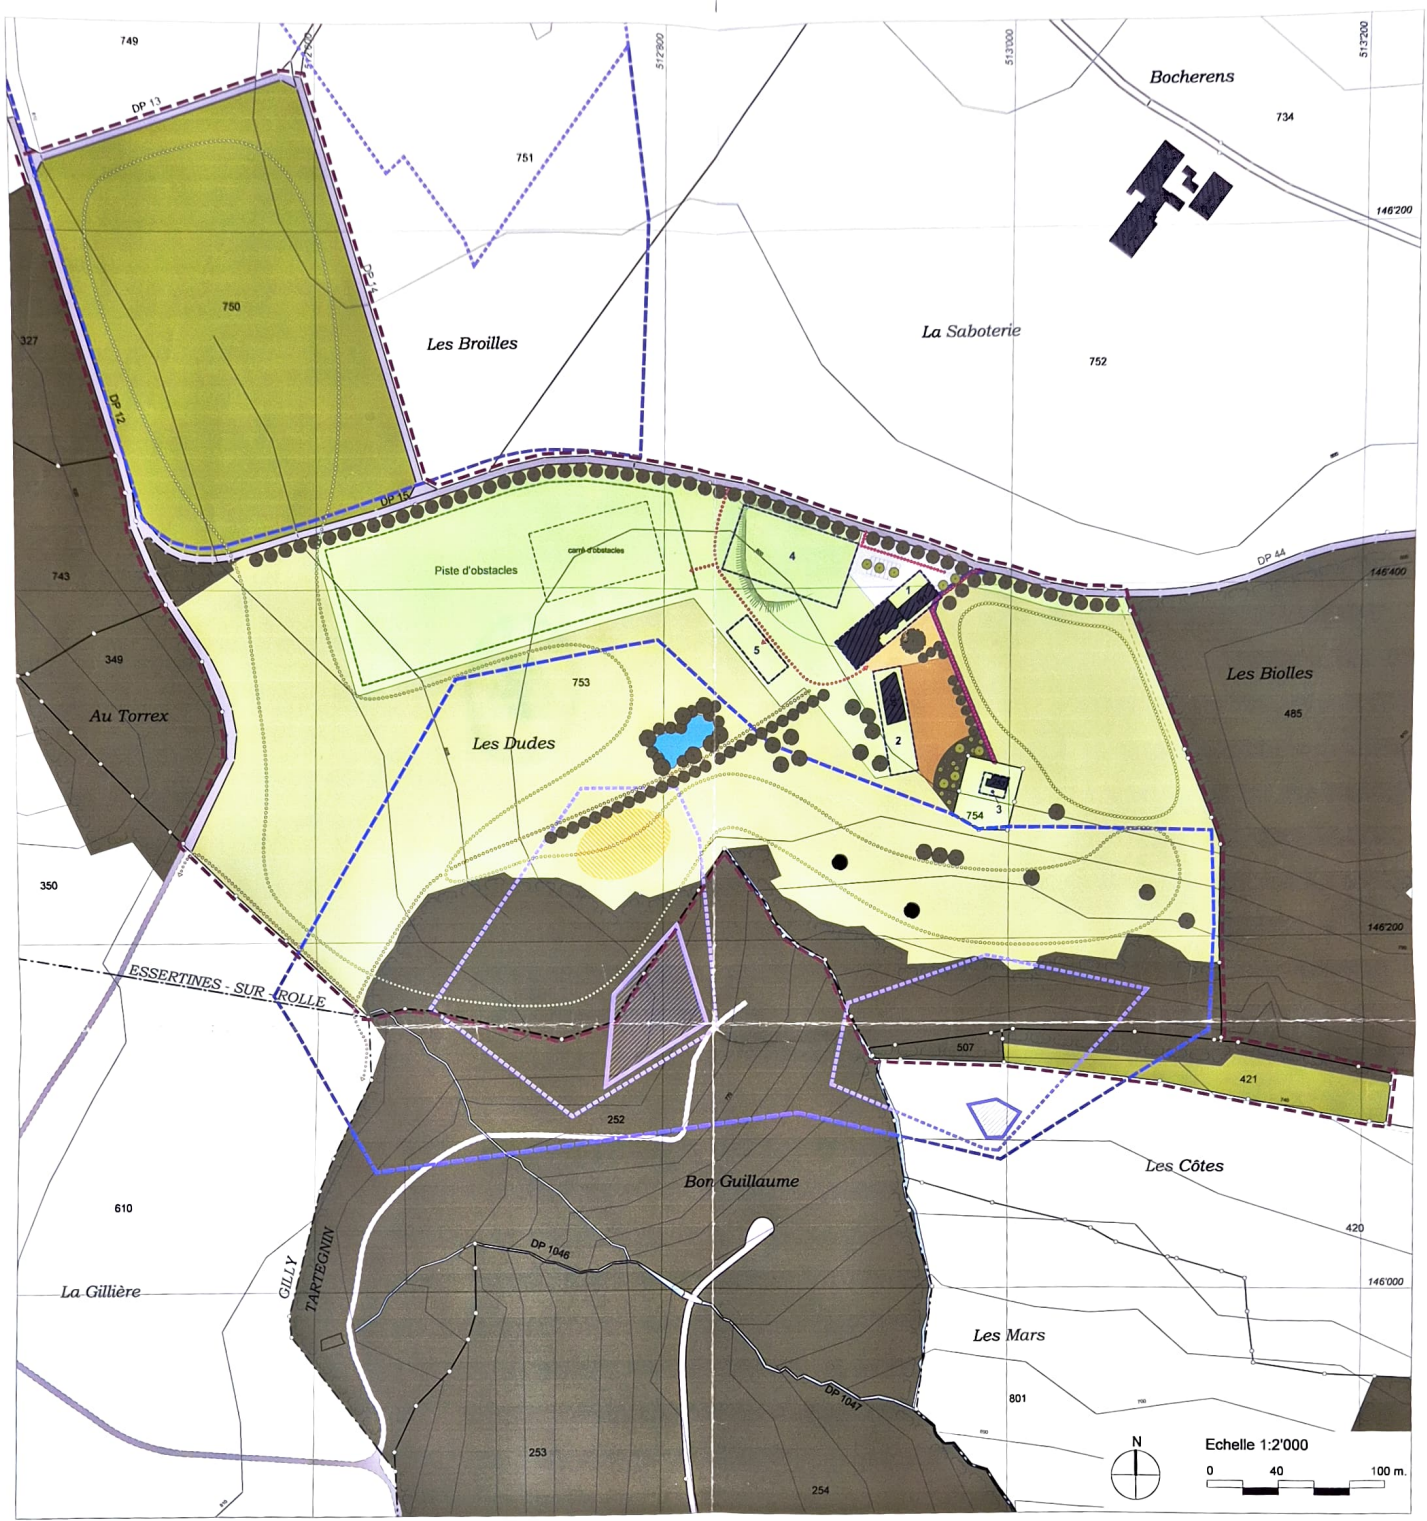 749
512'800
513'000
513'200
Bocherens
734
DP 13
751
146'200
750
DP 14
327
Les Broilles
La Saboterie
752
DP 12
DP 15
carré d'obstacles
Piste d'obstacles
4
DP 44
146'400
743
1
5
349
753
Les Biolles
485
Au Torrex
Les Dudes
2
3
754
350
146'200
ESSERTINES - SUR - ROLLE
507
421
740
252
Les Côtes
Bon Guillaume
610
420
DP 1046
GILLY
TARTEGNIN
La Gillière
146'000
Les Mars
DP 1047
801
700
N
Echelle 1:2'000
253
0 40 100 m.
254